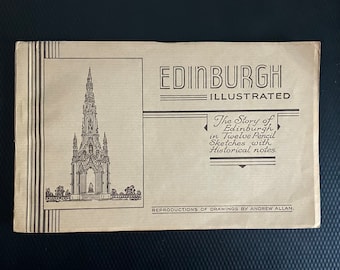 EDINBURGH
ILLUSTRATED
The Story of
Edinburgh
in Twelve Pencil
Sketches with
Historical notes
REPRODUCTIONS OF DRAWINGS BY ANDREW ALLAN.